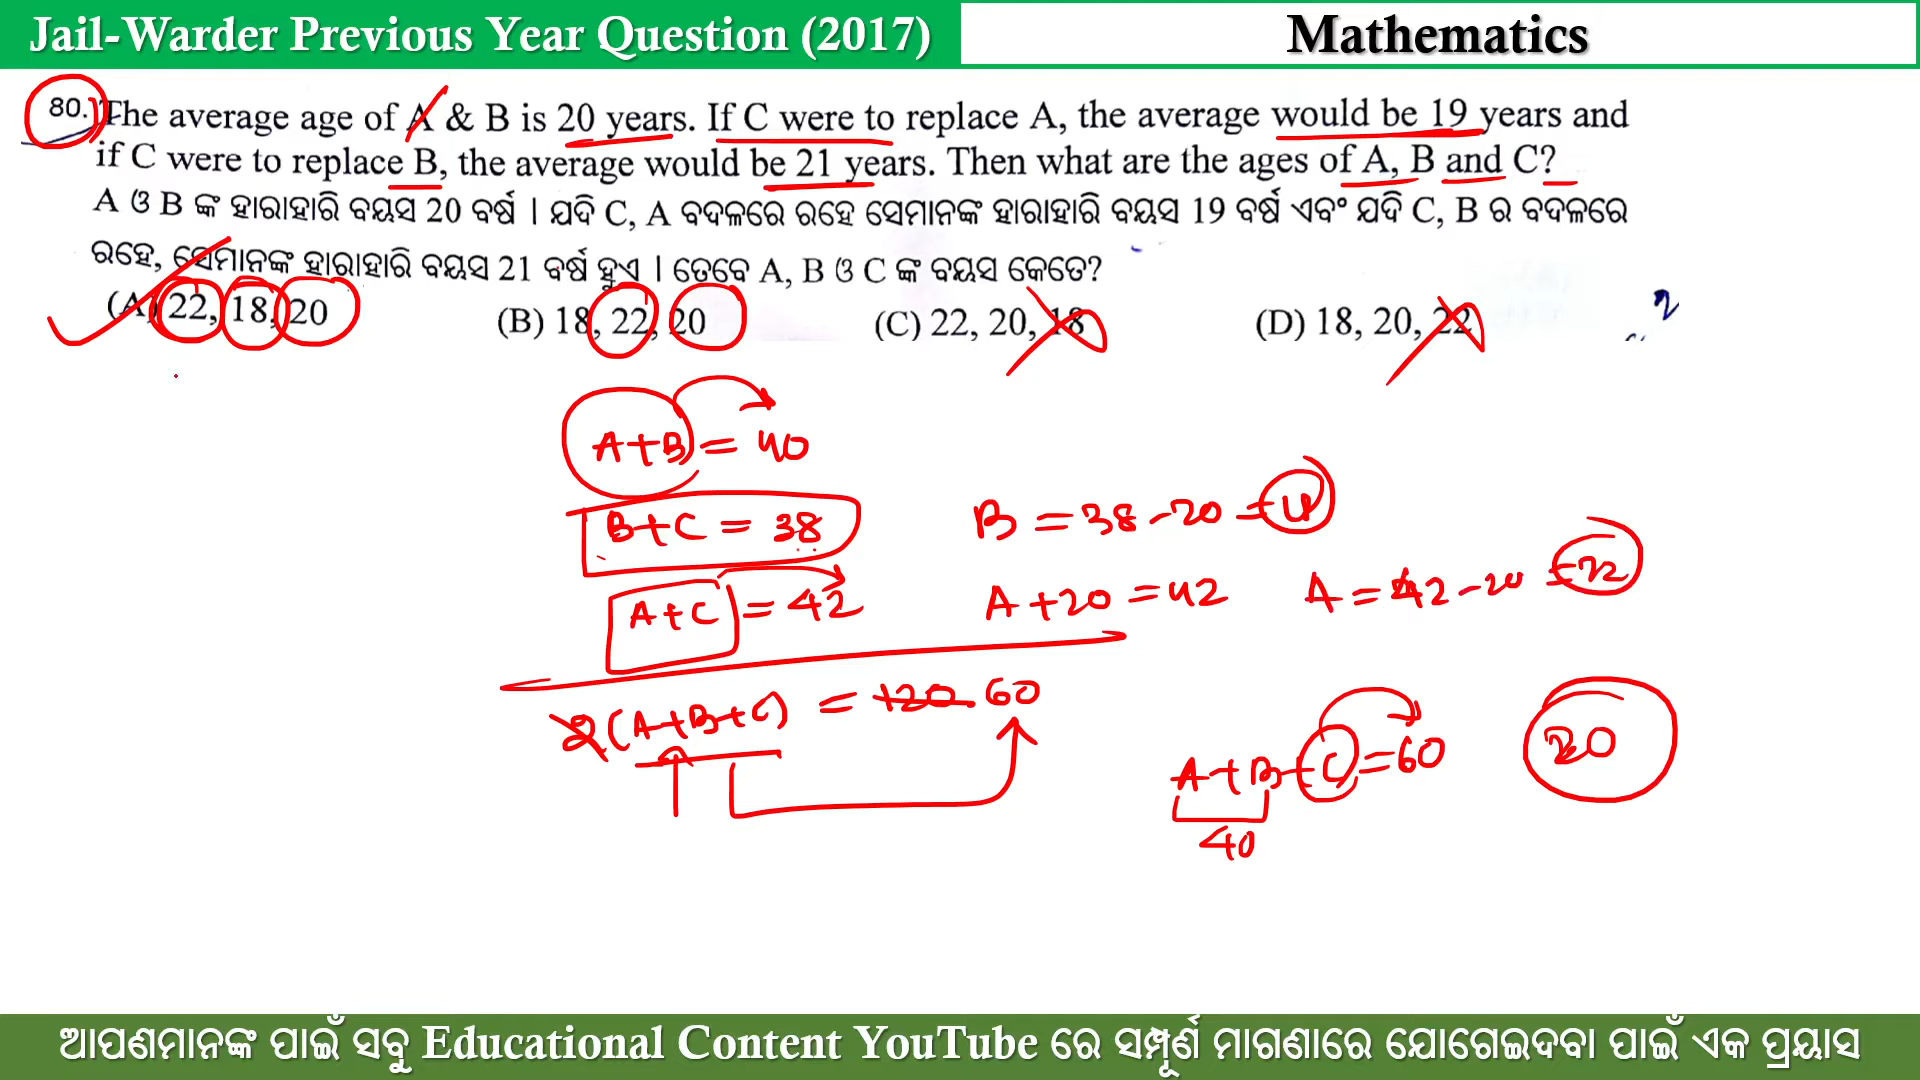 Jail-Warder Previous Year Question (2017)
Mathematics
80. The average age of A & B is 20 years. If C were to replace A, the average would be 19 years and
if C were to replace B, the average would be 21 years. Then what are the ages of A, B and C?
A ଓ B ଙ୍କ ହାରାହାରି ବୟସ 20 ବର୍ଷ । ଯଦି C, A ବଦଳରେ ରହେ ସେମାନଙ୍କ ହାରାହାରି ବୟସ 19 ବର୍ଷ ଏବଂ ଯଦି C, B ର ବଦଳରେ
ରହେ, ସେମାନଙ୍କ ହାରାହାରି ବୟସ 21 ବର୍ଷ ହୁଏ । ତେବେ A, B ଓ C ଙ୍କ ବୟସ କେତେ?
(A) 22, 18, 20 (B) 18, 22, 20 (C) 22, 20, 18 (D) 18, 20, 22
A+B = 40
B+C = 38 B = 38-20 = 18
A+C = 42 A+20 = 42 A = 42-20 = 22
2(A+B+C) = 120 60
A+B+C = 60 20
40
ଆପଣମାନଙ୍କ ପାଇଁ ସବୁ Educational Content YouTube ରେ ସମ୍ପୂର୍ଣ ମାଗଣାରେ ଯୋଗେଇଦବା ପାଇଁ ଏକ ପ୍ରୟାସ